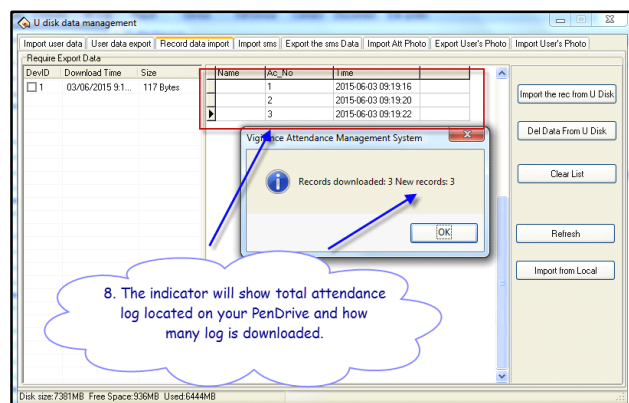 U disk data management
Import user data User data export Record data import Import sms Export the sms Data Import Att Photo Export User's Photo Import User's Photo
Require Export Data
DevID Download Time Size
1 03/06/2015 9:1... 117 Bytes
Name Ac_No Time
1 2015-06-03 09:19:16
2 2015-06-03 09:19:20
3 2015-06-03 09:19:22
Import the rec from U Disk
Del Data From U Disk
Clear List
Refresh
Import from Local
Attendance Management System
Records downloaded: 3 New records: 3
OK
8. The indicator will show total attendance
log located on your PenDrive and how
many log is downloaded.
Disk size:7381MB Free Space:936MB Used:6444MB